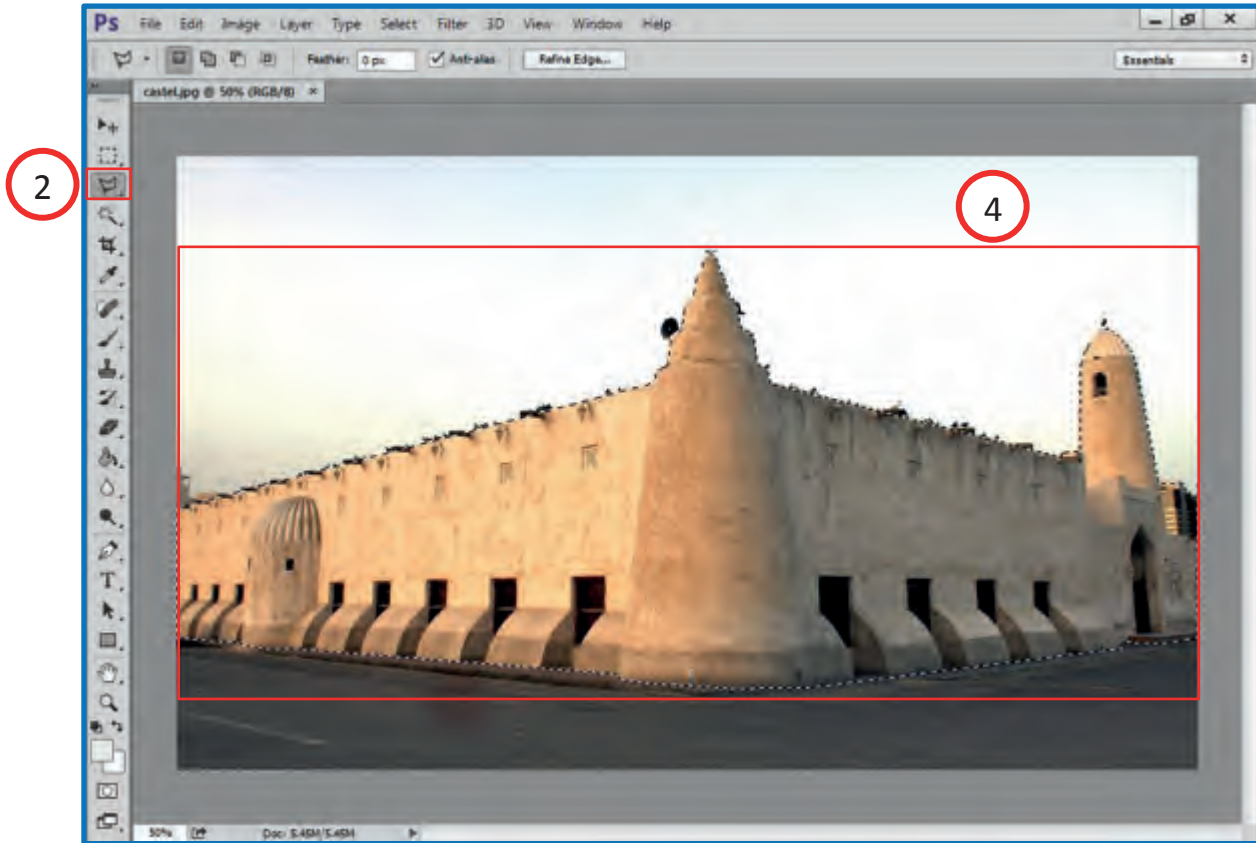 Ps File Edit Image Layer Type Select Filter 3D View Window Help
Feather: 0 px Anti-alias Refine Edge... Essentials
castel.jpg @ 50% (RGB/8) ×
2
4
T
50% Doc: 5.45M/5.45M